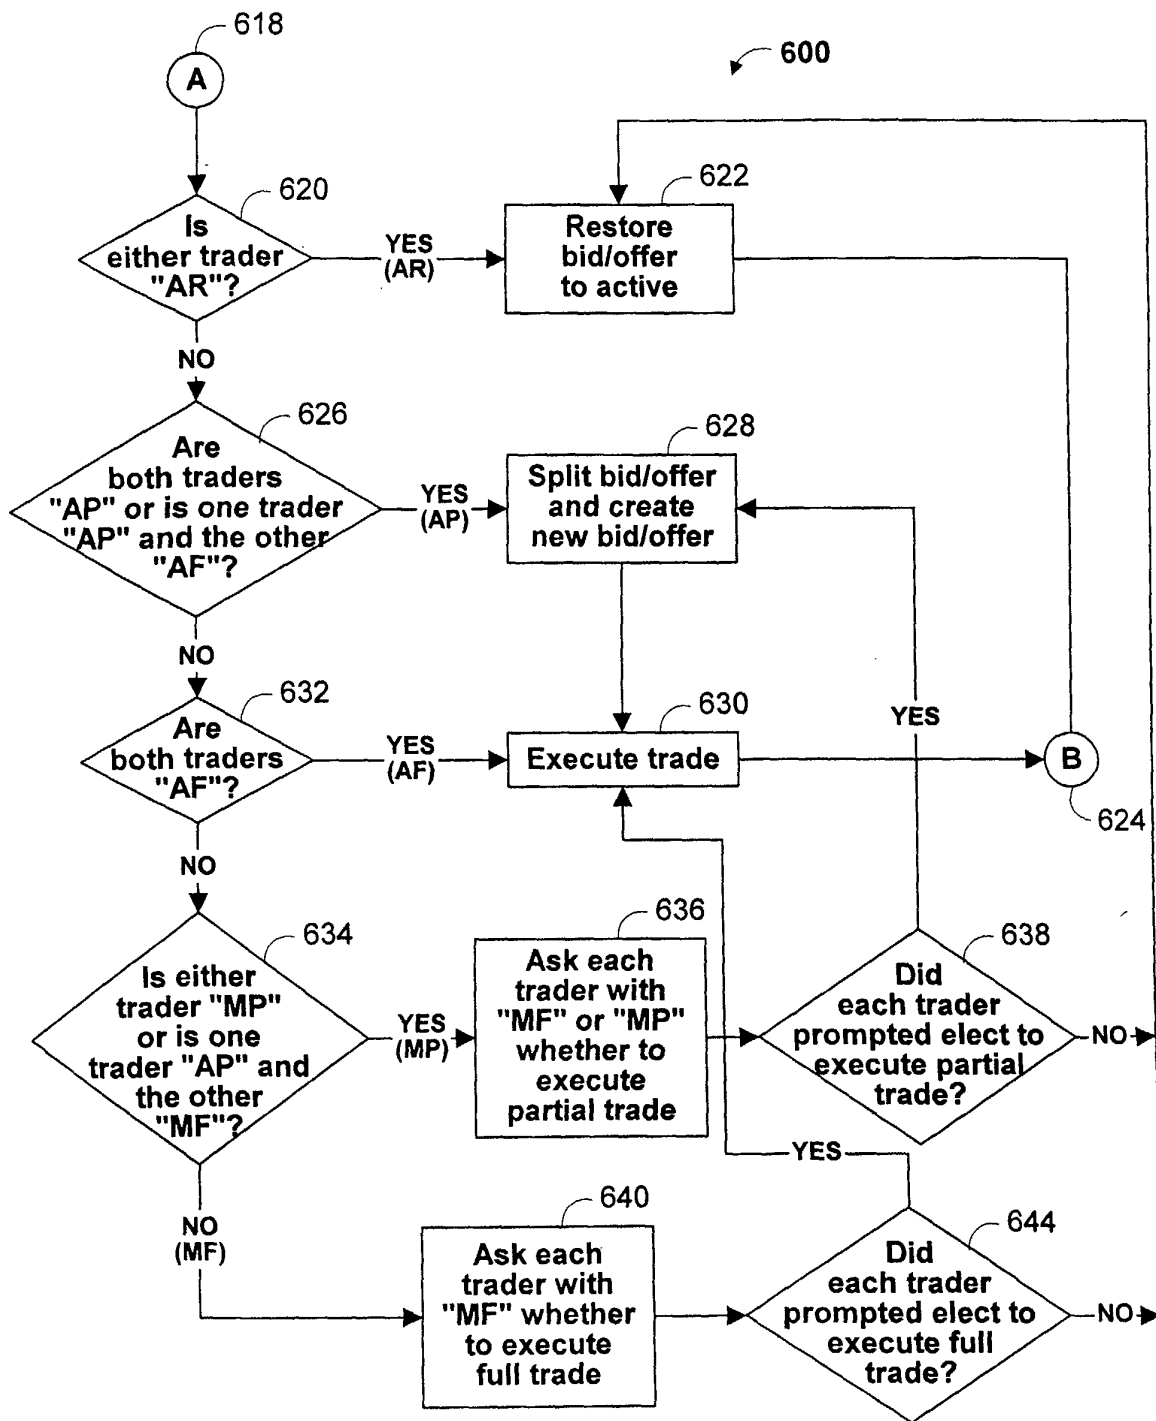 618
A
600
620
Is
either trader
"AR"?
YES
(AR)
622
Restore
bid/offer
to active
NO
626
Are
both traders
"AP" or is one trader
"AP" and the other
"AF"?
YES
(AP)
628
Split bid/offer
and create
new bid/offer
NO
632
Are
both traders
"AF"?
YES
(AF)
630
Execute trade
YES
B
624
NO
634
Is either
trader "MP"
or is one
trader "AP" and
the other
"MF"?
YES
(MP)
636
Ask each
trader with
"MF" or "MP"
whether to
execute
partial trade
638
Did
each trader
prompted elect to
execute partial
trade?
NO
YES
NO
(MF)
640
Ask each
trader with
"MF" whether
to execute
full trade
644
Did
each trader
prompted elect to
execute full
trade?
NO